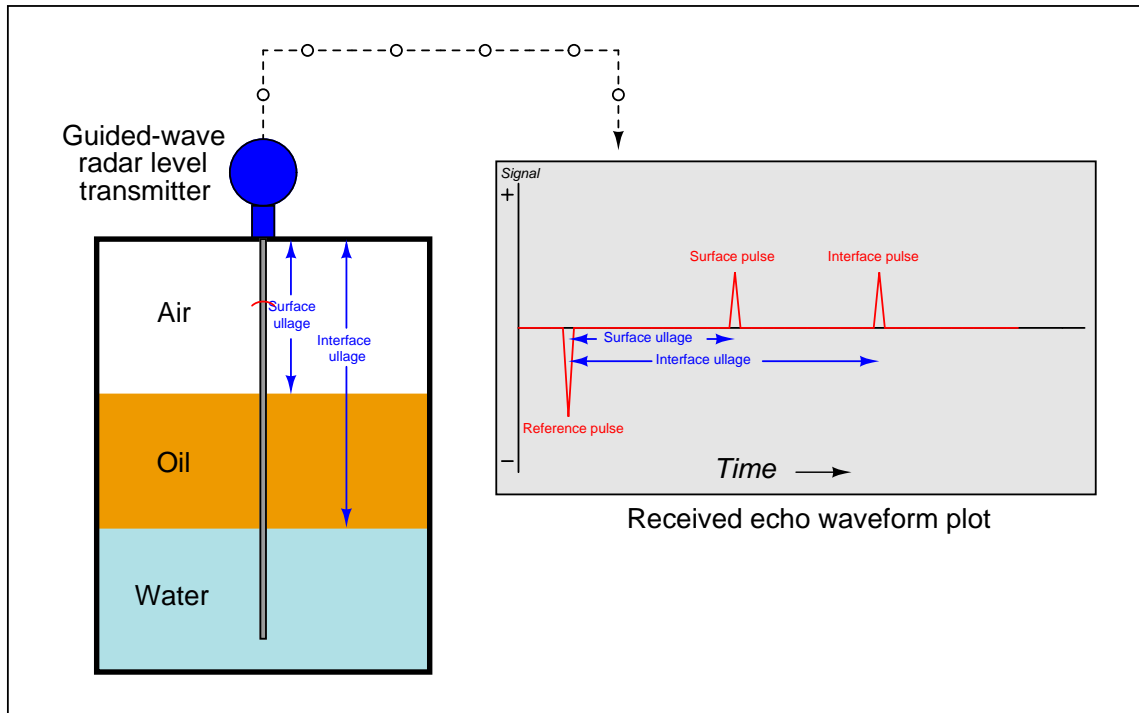 Guided-wave
radar level
transmitter
Air
Surface
ullage
Interface
ullage
Oil
Water
Signal
+
Surface pulse
Interface pulse
Surface ullage
Interface ullage
Reference pulse
−
Time
Received echo waveform plot